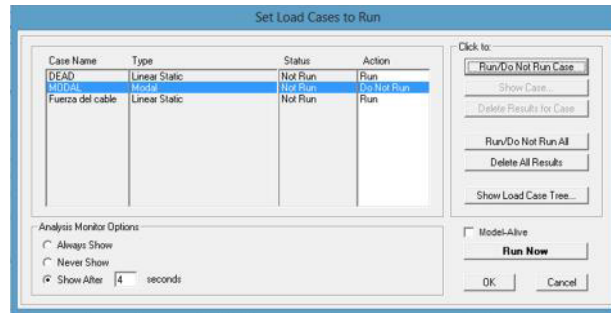 Set Load Cases to Run
Case Name Type Status Action
DEAD Linear Static Not Run Run
MODAL Modal Not Run Do Not Run
Fuerza del cable Linear Static Not Run Run
Click to:
Run/Do Not Run Case
Show Case...
Delete Results for Case
Run/Do Not Run All
Delete All Results
Show Load Case Tree...
Analysis Monitor Options
Always Show
Never Show
Show After 4 seconds
Model-Alive
Run Now
OK Cancel